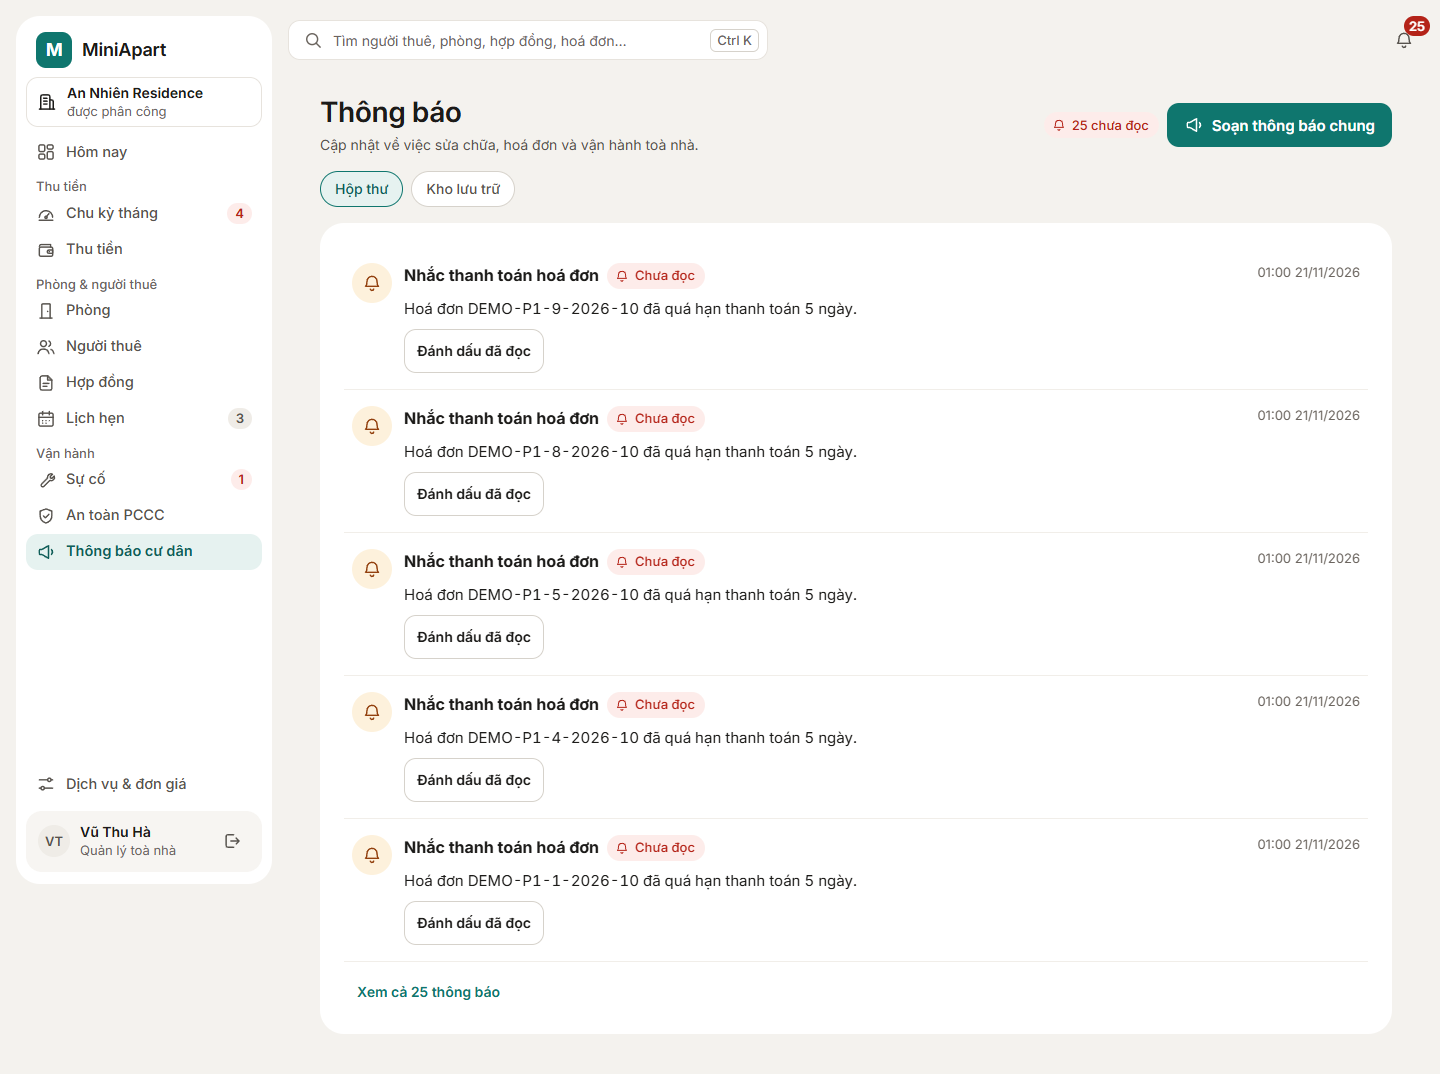 M MiniApart
An Nhiên Residence
được phân công
Hôm nay
Thu tiền
Chu kỳ tháng 4
Thu tiền
Phòng & người thuê
Phòng
Người thuê
Hợp đồng
Lịch hẹn 3
Vận hành
Sự cố 1
An toàn PCCC
Thông báo cư dân
Dịch vụ & đơn giá
VT Vũ Thu Hà
Quản lý toà nhà
Tìm người thuê, phòng, hợp đồng, hoá đơn... Ctrl K
25
Thông báo
Cập nhật về việc sửa chữa, hoá đơn và vận hành toà nhà.
25 chưa đọc
Soạn thông báo chung
Hộp thư Kho lưu trữ
Nhắc thanh toán hoá đơn Chưa đọc 01:00 21/11/2026
Hoá đơn DEMO-P1-9-2026-10 đã quá hạn thanh toán 5 ngày.
Đánh dấu đã đọc
Nhắc thanh toán hoá đơn Chưa đọc 01:00 21/11/2026
Hoá đơn DEMO-P1-8-2026-10 đã quá hạn thanh toán 5 ngày.
Đánh dấu đã đọc
Nhắc thanh toán hoá đơn Chưa đọc 01:00 21/11/2026
Hoá đơn DEMO-P1-5-2026-10 đã quá hạn thanh toán 5 ngày.
Đánh dấu đã đọc
Nhắc thanh toán hoá đơn Chưa đọc 01:00 21/11/2026
Hoá đơn DEMO-P1-4-2026-10 đã quá hạn thanh toán 5 ngày.
Đánh dấu đã đọc
Nhắc thanh toán hoá đơn Chưa đọc 01:00 21/11/2026
Hoá đơn DEMO-P1-1-2026-10 đã quá hạn thanh toán 5 ngày.
Đánh dấu đã đọc
Xem cả 25 thông báo